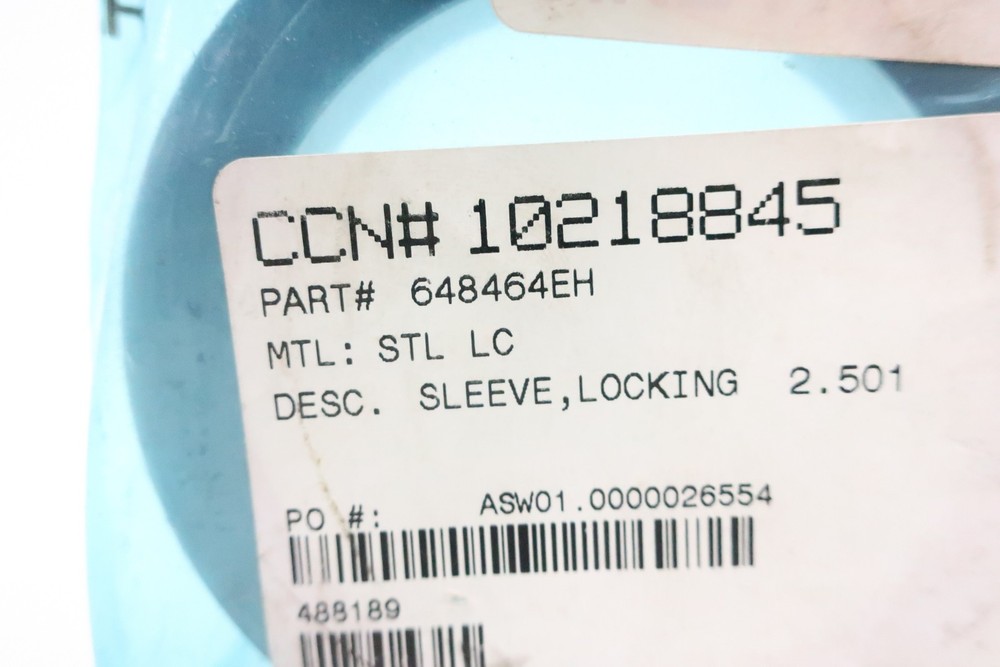 CCN# 10218845
PART# 648464EH
MTL: STL LC
DESC. SLEEVE,LOCKING 2.501
PO #: ASW01.0000026554
488189